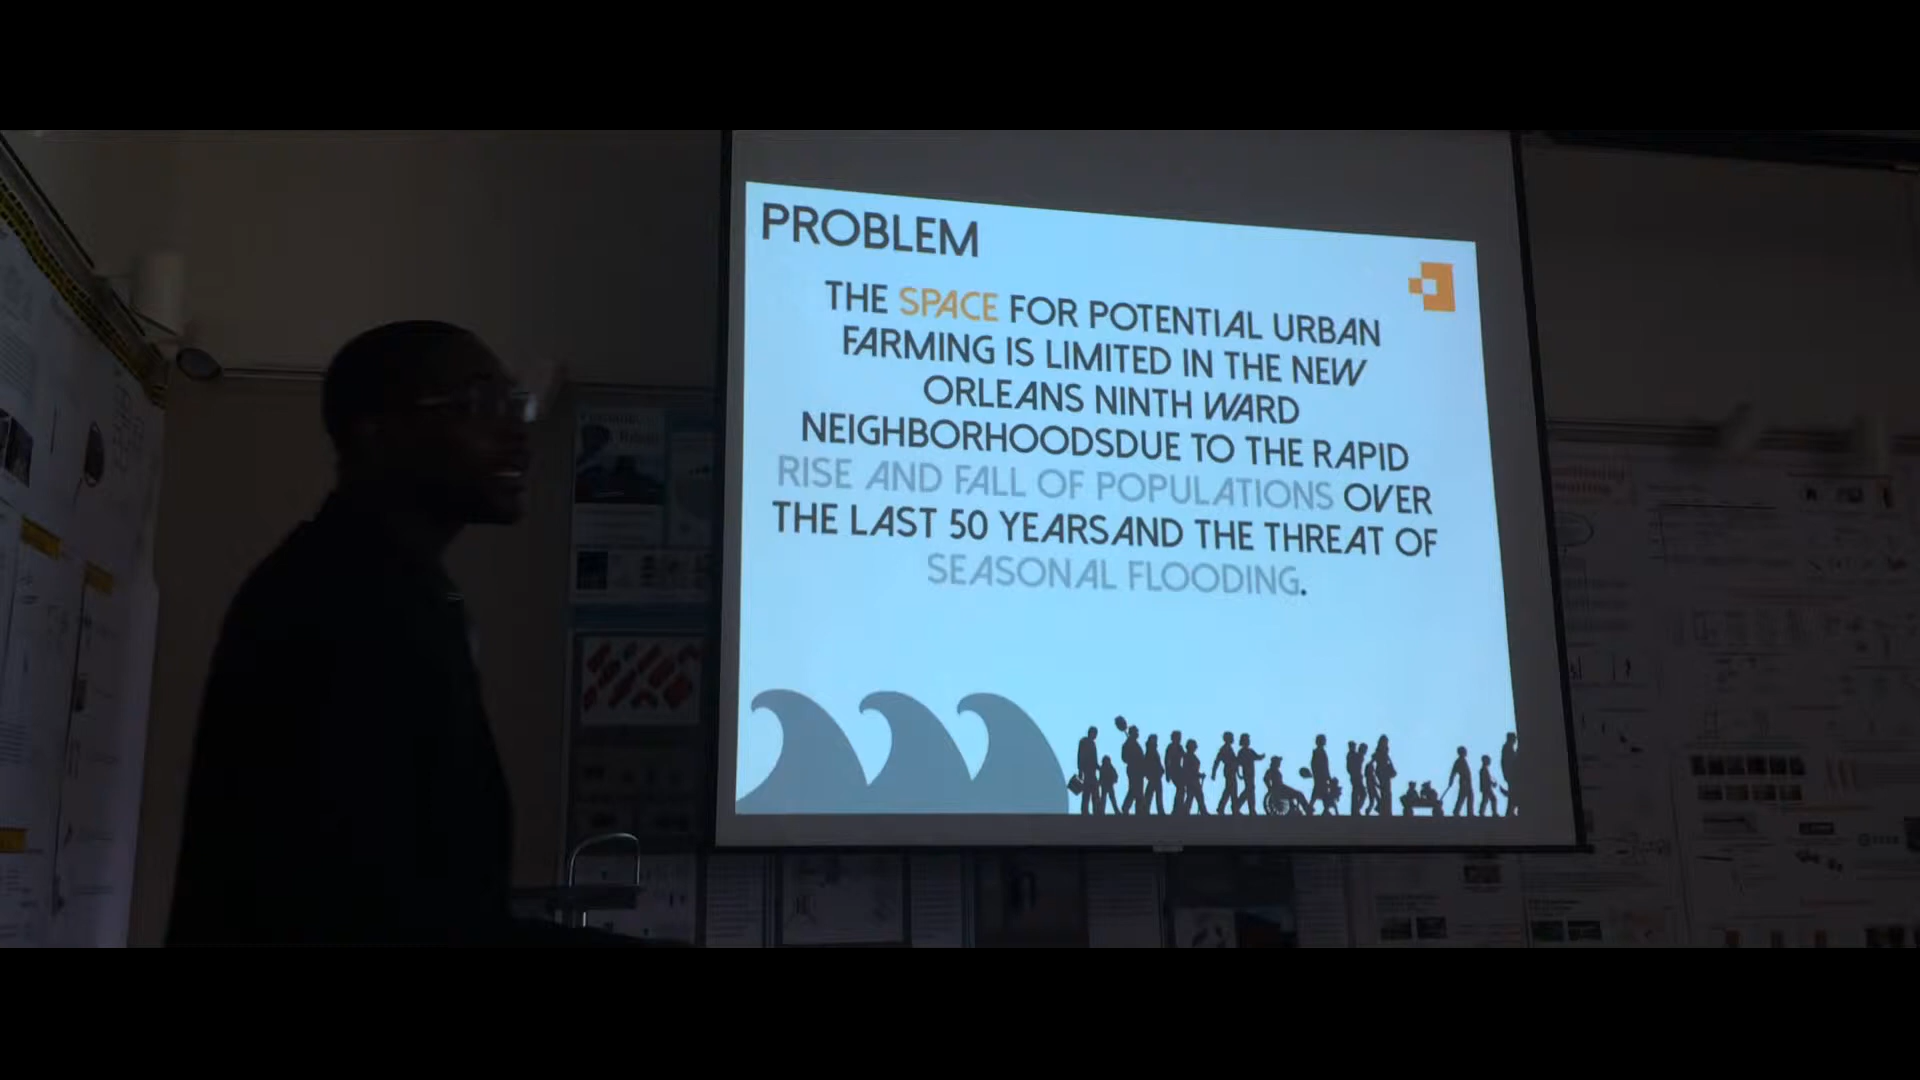 PROBLEM
THE SPACE FOR POTENTIAL URBAN
FARMING IS LIMITED IN THE NEW
ORLEANS NINTH WARD
NEIGHBORHOODSDUE TO THE RAPID
RISE AND FALL OF POPULATIONS OVER
THE LAST 50 YEARSAND THE THREAT OF
SEASONAL FLOODING.